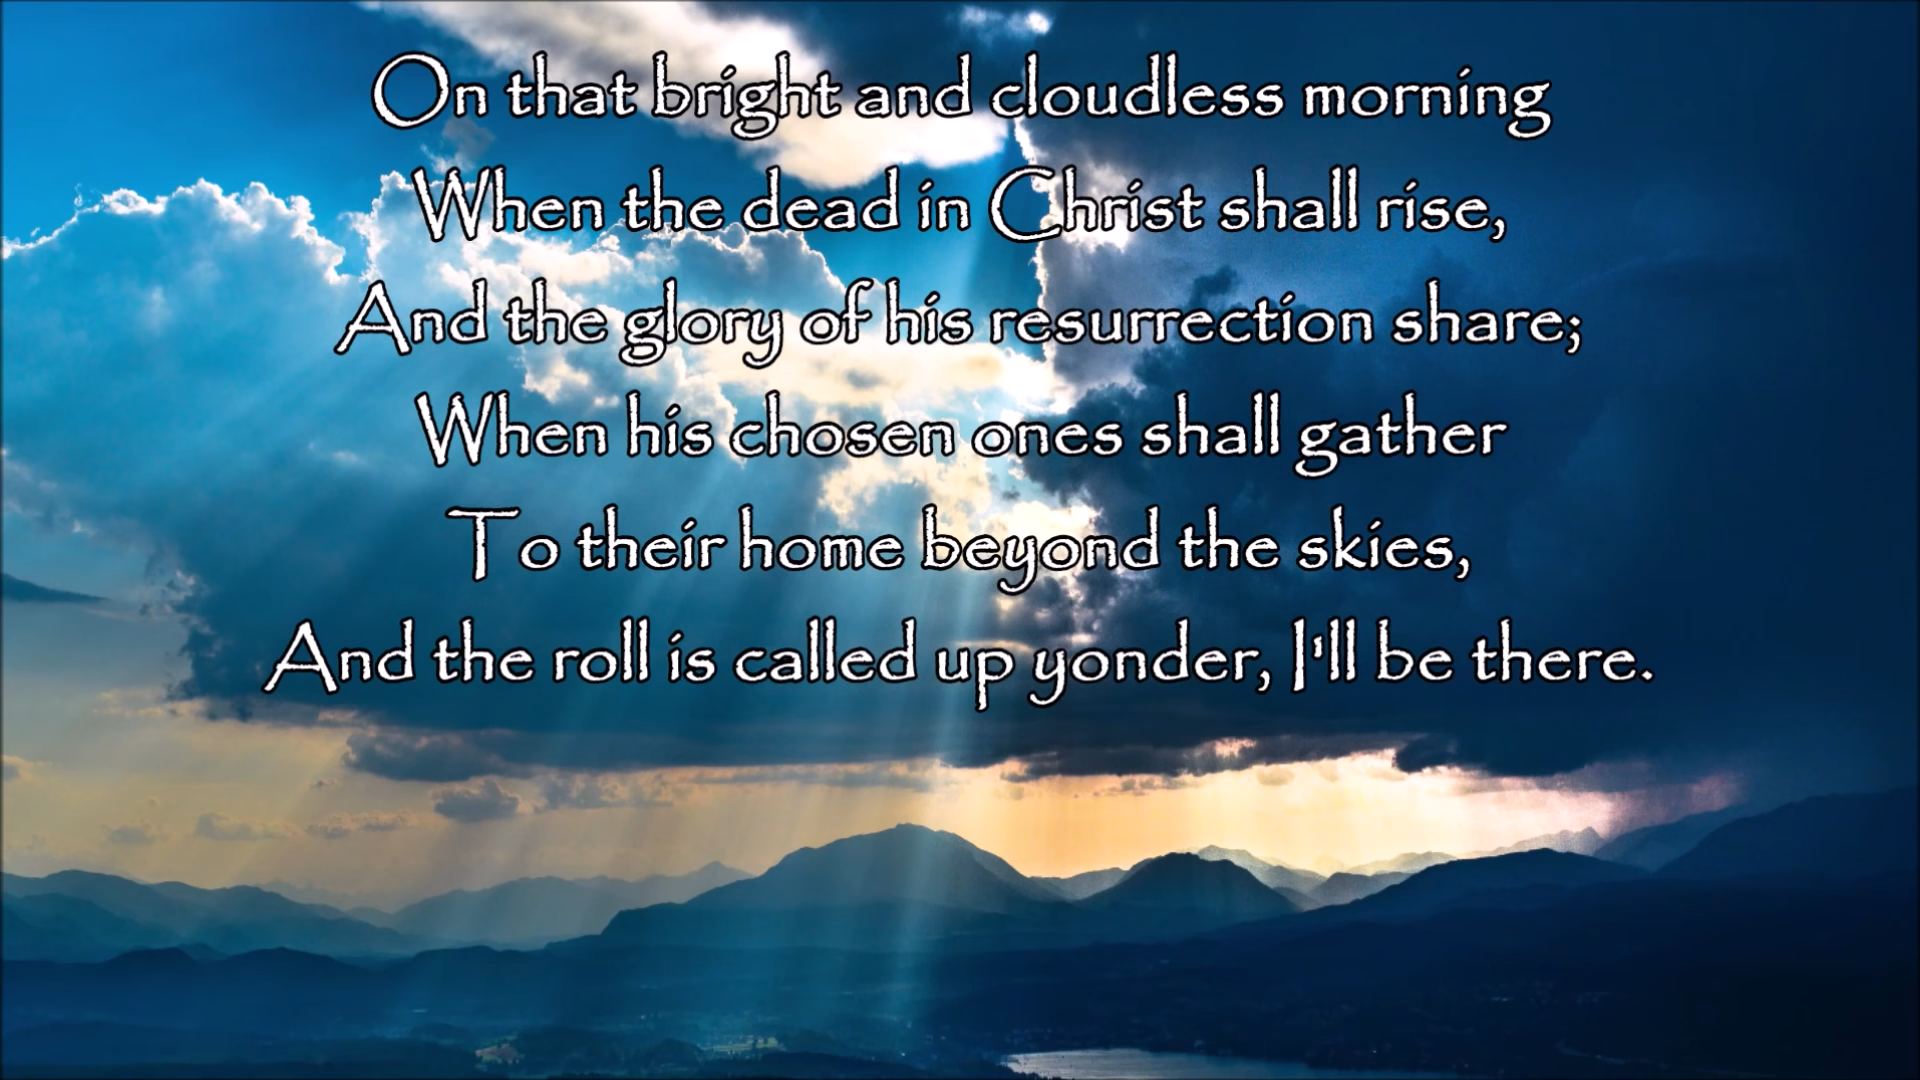 On that bright and cloudless morning
When the dead in Christ shall rise,
And the glory of his resurrection share;
When his chosen ones shall gather
To their home beyond the skies,
And the roll is called up yonder, I'll be there.